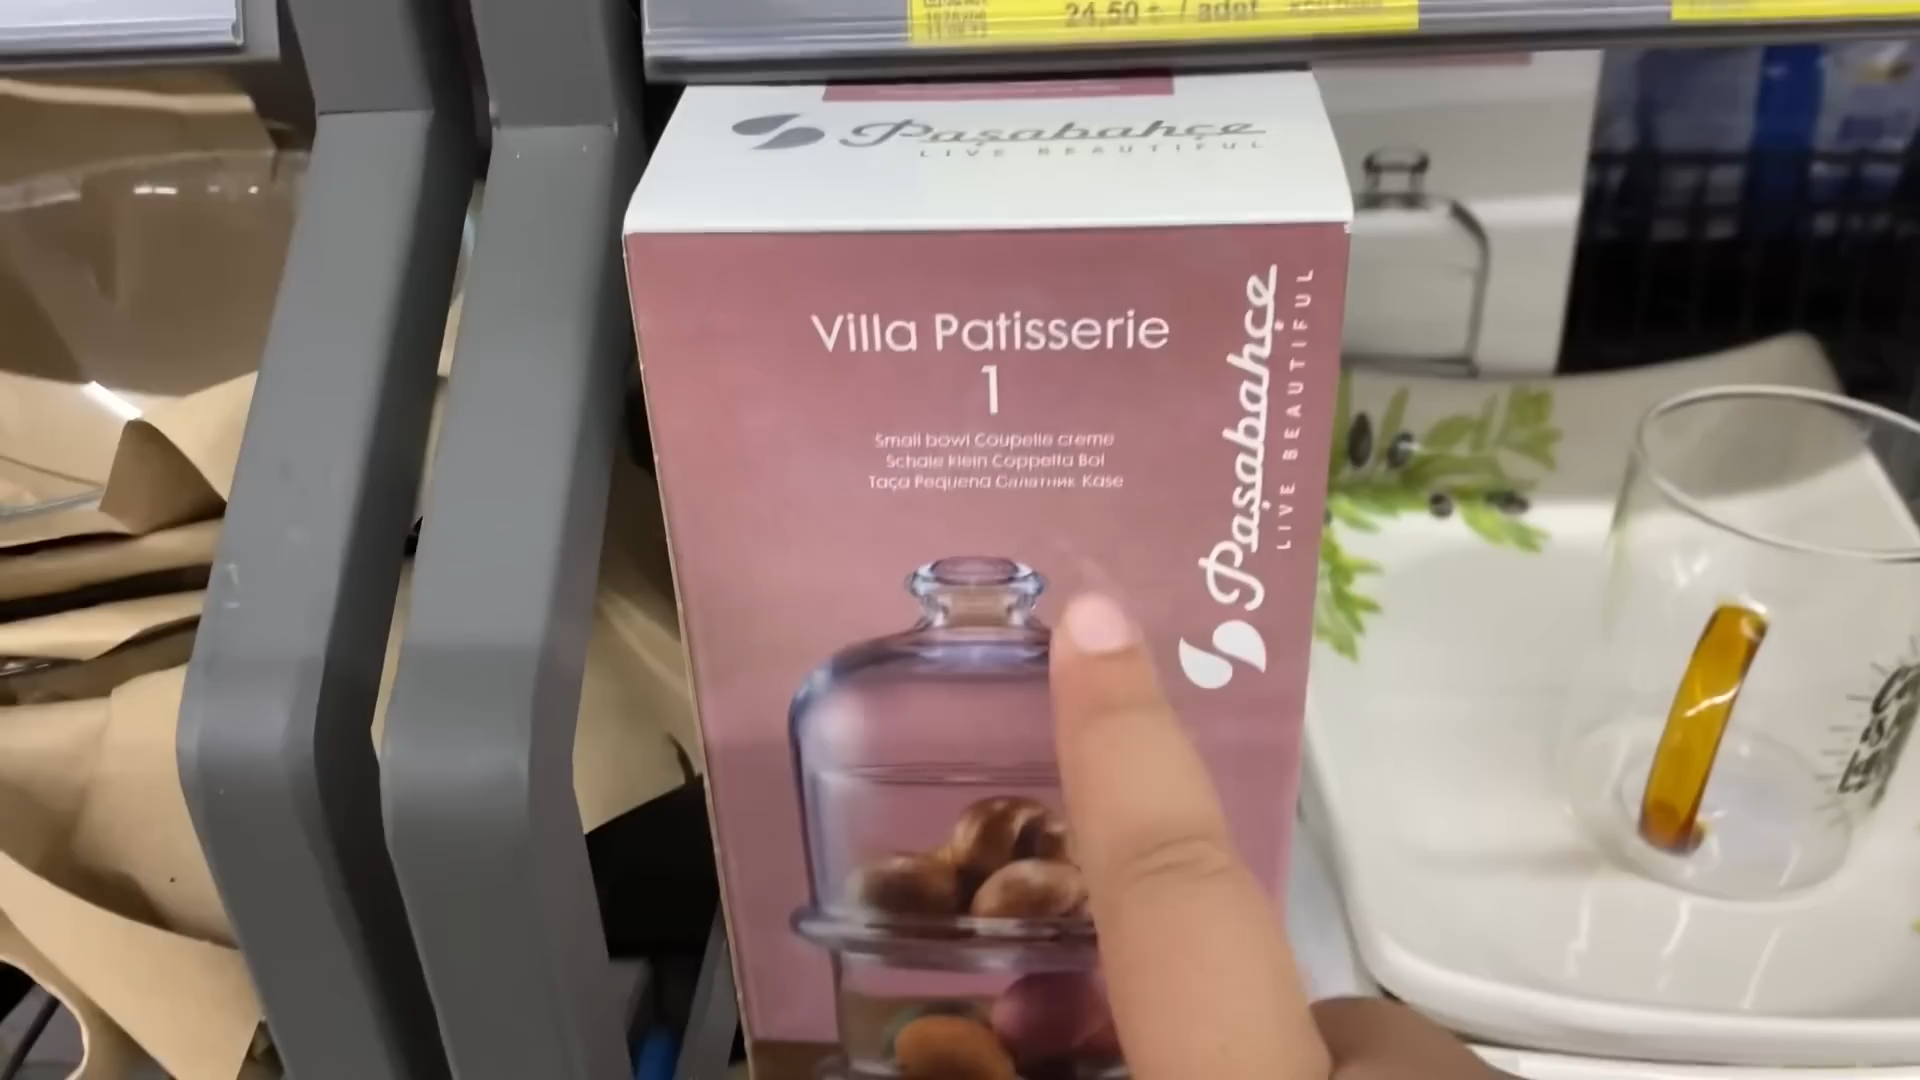 24,50 ₺ / adet
Paşabahçe
LIVE BEAUTIFUL
Villa Patisserie
1
Small bowl Coupelle creme
Schale klein Coppetta Bol
Taça Pequena Салатник Kase
Paşabahçe
LIVE BEAUTIFUL